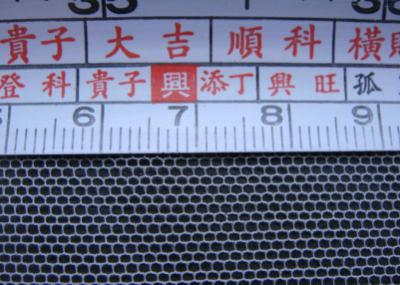 35 36
貴子 大吉 順科 橫財
登科 貴子 興 添丁 興旺 孤
6 7 8 9